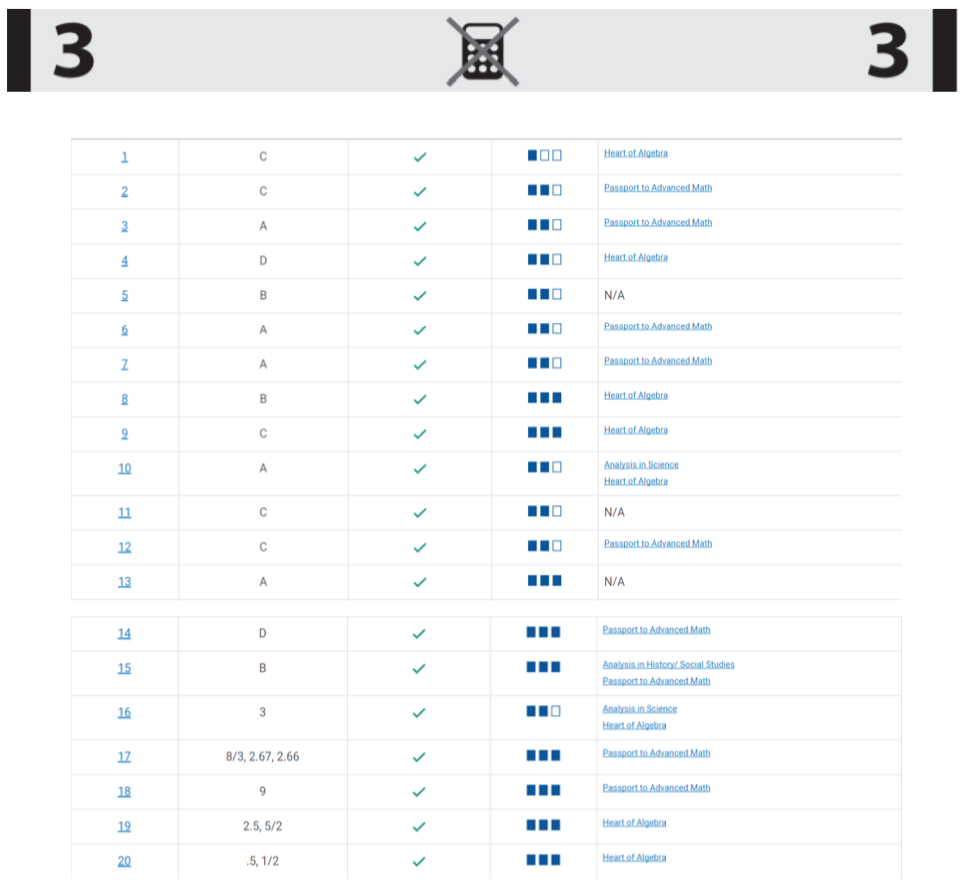 3 3
1 C Heart of Algebra
2 C Passport to Advanced Math
3 A Passport to Advanced Math
4 D Heart of Algebra
5 B N/A
6 A Passport to Advanced Math
7 A Passport to Advanced Math
8 B Heart of Algebra
9 C Heart of Algebra
10 A Analysis in Science
Heart of Algebra
11 C N/A
12 C Passport to Advanced Math
13 A N/A
14 D Passport to Advanced Math
15 B Analysis in History/ Social Studies
Passport to Advanced Math
16 3 Analysis in Science
Heart of Algebra
17 8/3, 2.67, 2.66 Passport to Advanced Math
18 9 Passport to Advanced Math
19 2.5, 5/2 Heart of Algebra
20 .5, 1/2 Heart of Algebra